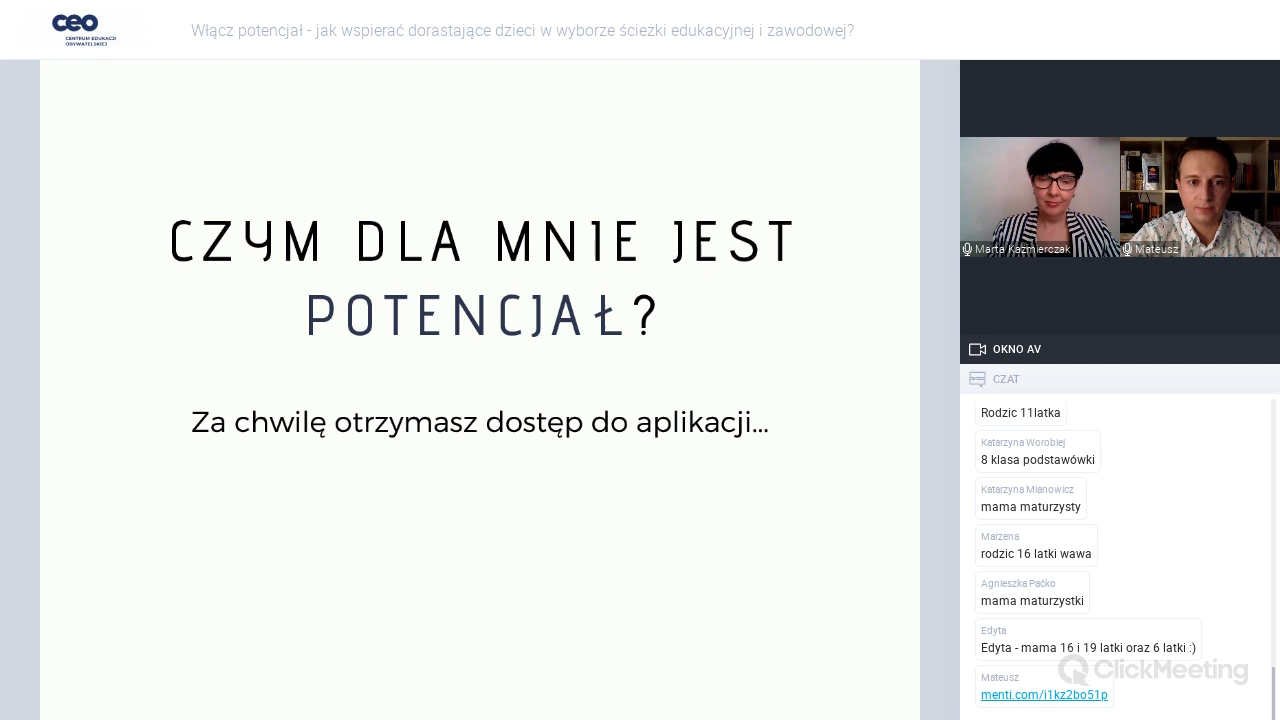 ceo
CENTRUM EDUKACJI
OBYWATELSKIEJ
Włącz potencjał - jak wspierać dorastające dzieci w wyborze ścieżki edukacyjnej i zawodowej?
CZYM DLA MNIE JEST
POTENCJAŁ?
Za chwilę otrzymasz dostęp do aplikacji...
Marta Kaźmierczak
Mateusz
OKNO AV
CZAT
Rodzic 11latka
Katarzyna Worobiej
8 klasa podstawówki
Katarzyna Mianowicz
mama maturzysty
Marzena
rodzic 16 latki wawa
Agnieszka Paćko
mama maturzystki
Edyta
Edyta - mama 16 i 19 latki oraz 6 latki :)
Mateusz
menti.com/i1kz2bo51p
ClickMeeting